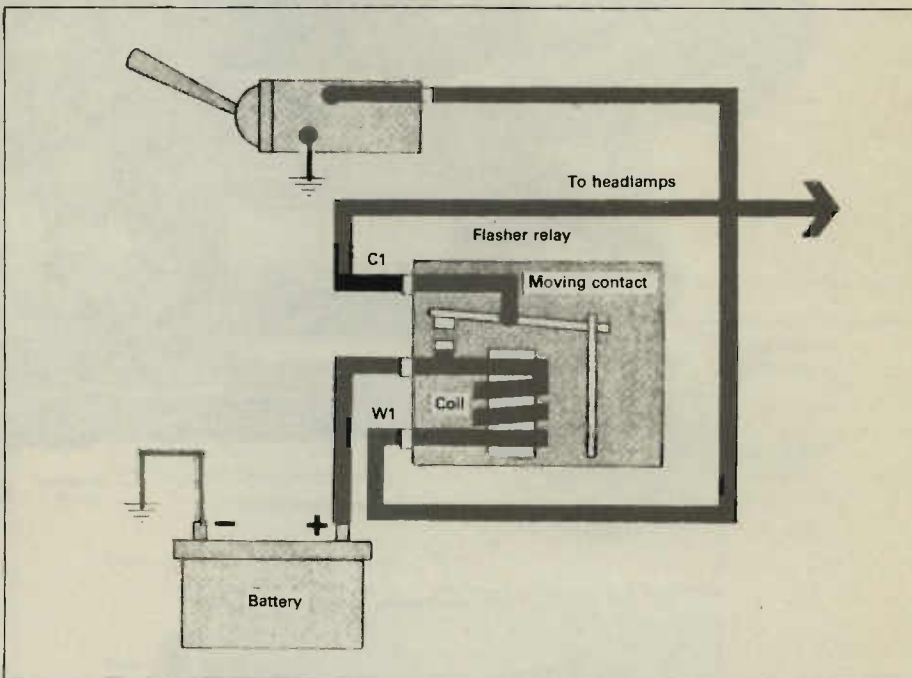 To headlamps
Flasher relay
C1
Moving contact
Coil
W1
- +
Battery